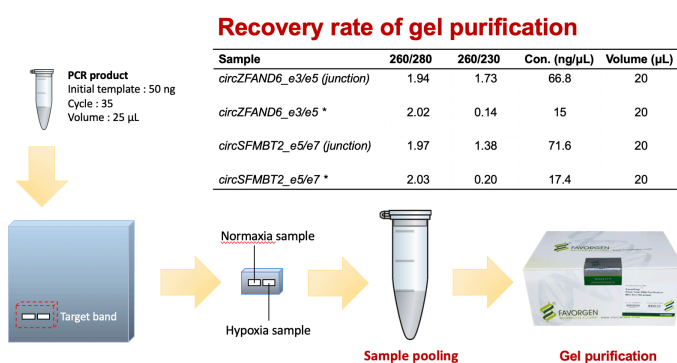 Recovery rate of gel purification
Sample 260/280 260/230 Con. (ng/µL) Volume (µL)
circZFAND6_e3/e5 (junction) 1.94 1.73 66.8 20
circZFAND6_e3/e5 * 2.02 0.14 15 20
circSFMBT2_e5/e7 (junction) 1.97 1.38 71.6 20
circSFMBT2_e5/e7 * 2.03 0.20 17.4 20
PCR product
Initial template : 50 ng
Cycle : 35
Volume : 25 µL
Target band
Normaxia sample
Hypoxia sample
Sample pooling
FAVORGEN
FAVORGEN
Gel purification